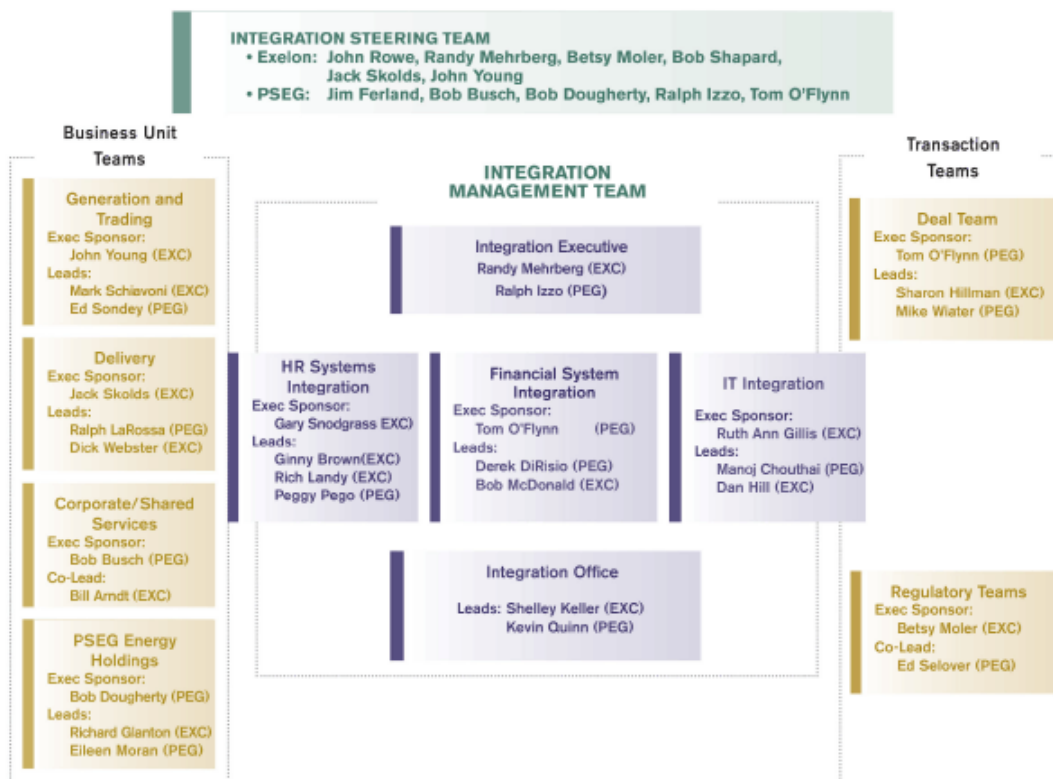 INTEGRATION STEERING TEAM
• Exelon: John Rowe, Randy Mehrberg, Betsy Moler, Bob Shapard,
Jack Skolds, John Young
• PSEG: Jim Ferland, Bob Busch, Bob Dougherty, Ralph Izzo, Tom O'Flynn
Business Unit
Teams
Generation and
Trading
Exec Sponsor:
John Young (EXC)
Leads:
Mark Schiavoni (EXC)
Ed Sondey (PEG)
Delivery
Exec Sponsor:
Jack Skolds (EXC)
Leads:
Ralph LaRossa (PEG)
Dick Webster (EXC)
Corporate/Shared
Services
Exec Sponsor:
Bob Busch (PEG)
Co-Lead:
Bill Arndt (EXC)
PSEG Energy
Holdings
Exec Sponsor:
Bob Dougherty (PEG)
Leads:
Richard Glanton (EXC)
Eileen Moran (PEG)
INTEGRATION
MANAGEMENT TEAM
Integration Executive
Randy Mehrberg (EXC)
Ralph Izzo (PEG)
HR Systems
Integration
Exec Sponsor:
Gary Snodgrass EXC)
Leads:
Ginny Brown(EXC)
Rich Landy (EXC)
Peggy Pego (PEG)
Financial System
Integration
Exec Sponsor:
Tom O'Flynn (PEG)
Leads:
Derek DiRisio (PEG)
Bob McDonald (EXC)
IT Integration
Exec Sponsor:
Ruth Ann Gillis (EXC)
Leads:
Manoj Chouthai (PEG)
Dan Hill (EXC)
Integration Office
Leads: Shelley Keller (EXC)
Kevin Quinn (PEG)
Transaction
Teams
Deal Team
Exec Sponsor:
Tom O'Flynn (PEG)
Leads:
Sharon Hillman (EXC)
Mike Wiater (PEG)
Regulatory Teams
Exec Sponsor:
Betsy Moler (EXC)
Co-Lead:
Ed Selover (PEG)